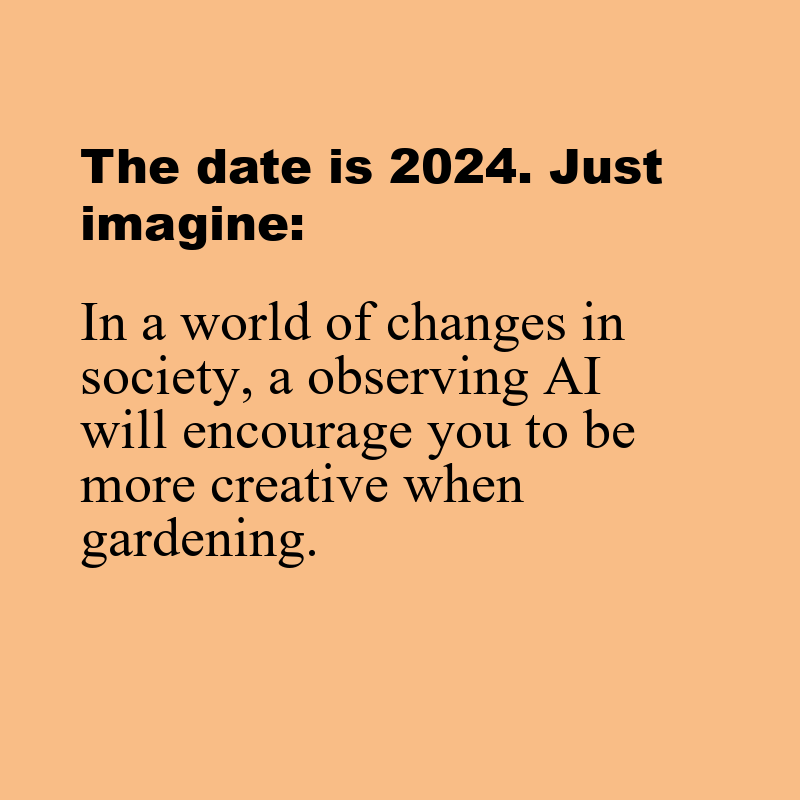 The date is 2024. Just
imagine:
In a world of changes in
society, a observing AI
will encourage you to be
more creative when
gardening.